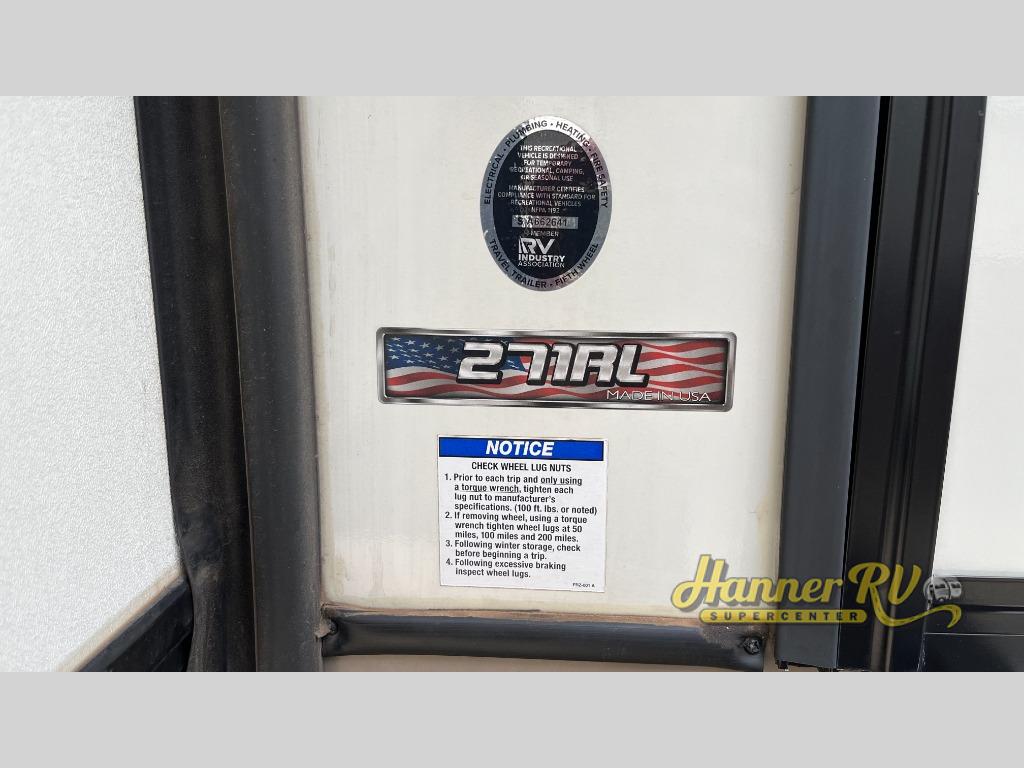 ELECTRICAL • PLUMBING • HEATING • FIRE SAFETY
THIS RECREATIONAL
VEHICLE IS DESIGNED
FOR TEMPORARY
RECREATIONAL, CAMPING,
OR SEASONAL USE
MANUFACTURER CERTIFIES
COMPLIANCE WITH STANDARD FOR
RECREATIONAL VEHICLES
NFPA 1192
MEMBER
RV
INDUSTRY
ASSOCIATION
TRAVEL TRAILER • FIFTH WHEEL
271RL
MADE IN USA
NOTICE
CHECK WHEEL LUG NUTS
1. Prior to each trip and only using
a torque wrench, tighten each
lug nut to manufacturer's
specifications. (100 ft. lbs. or noted)
2. If removing wheel, using a torque
wrench tighten wheel lugs at 50
miles, 100 miles and 200 miles.
3. Following winter storage, check
before beginning a trip.
4. Following excessive braking
inspect wheel lugs.
Hanner RV
SUPERCENTER